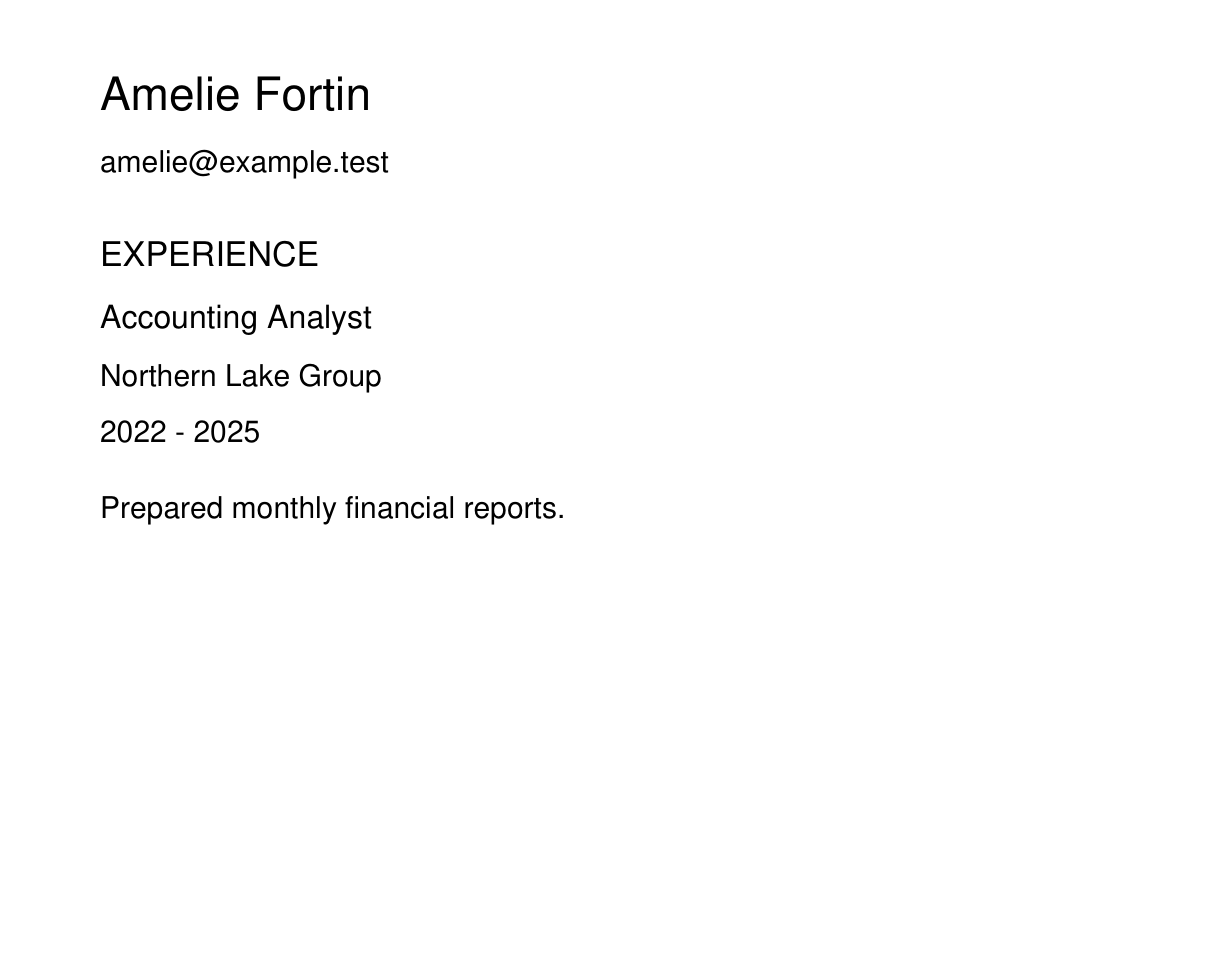 Amelie Fortin
amelie@example.test
EXPERIENCE
Accounting Analyst
Northern Lake Group
2022 - 2025
Prepared monthly financial reports.